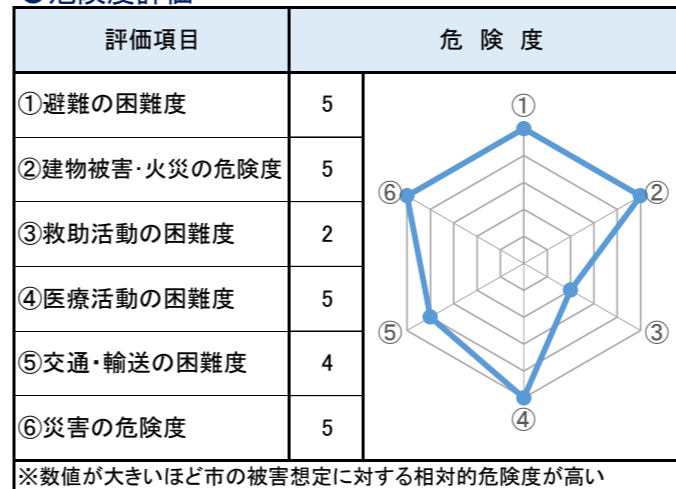 ●危険度評価
評価項目 危 険 度
①避難の困難度 5
②建物被害・火災の危険度 5
③救助活動の困難度 2
④医療活動の困難度 5
⑤交通・輸送の困難度 4
⑥災害の危険度 5
①
⑥ ②
⑤ ③
④
※数値が大きいほど市の被害想定に対する相対的危険度が高い